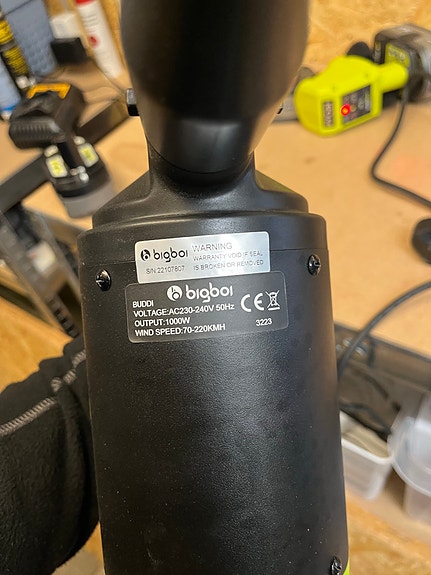 bigboi WARNING
WARRANTY VOID IF SEAL
S/N:22107807 IS BROKEN OR REMOVED
bigboi
BUDDI
VOLTAGE:AC230-240V 50Hz
OUTPUT:1000W
WIND SPEED:70-220KMH
CE
3223